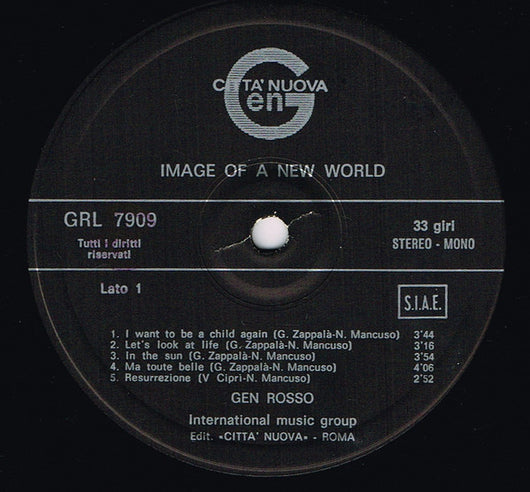 CITTA' NUOVA
Gen
IMAGE OF A NEW WORLD
GRL 7909
33 giri
Tutti i diritti
riservati
STEREO - MONO
Lato 1
S.I.A.E.
1. I want to be a child again (G. Zappalà-N. Mancuso) 3'44
2. Let's look at life (G. Zappalà-N. Mancuso) 3'16
3. In the sun (G. Zappalà-N. Mancuso) 3'54
4. Ma toute belle (G. Zappalà-N. Mancuso) 4'06
5. Resurrezione (V Cipri-N. Mancuso) 2'52
GEN ROSSO
International music group
Edit. «CITTA' NUOVA» - ROMA